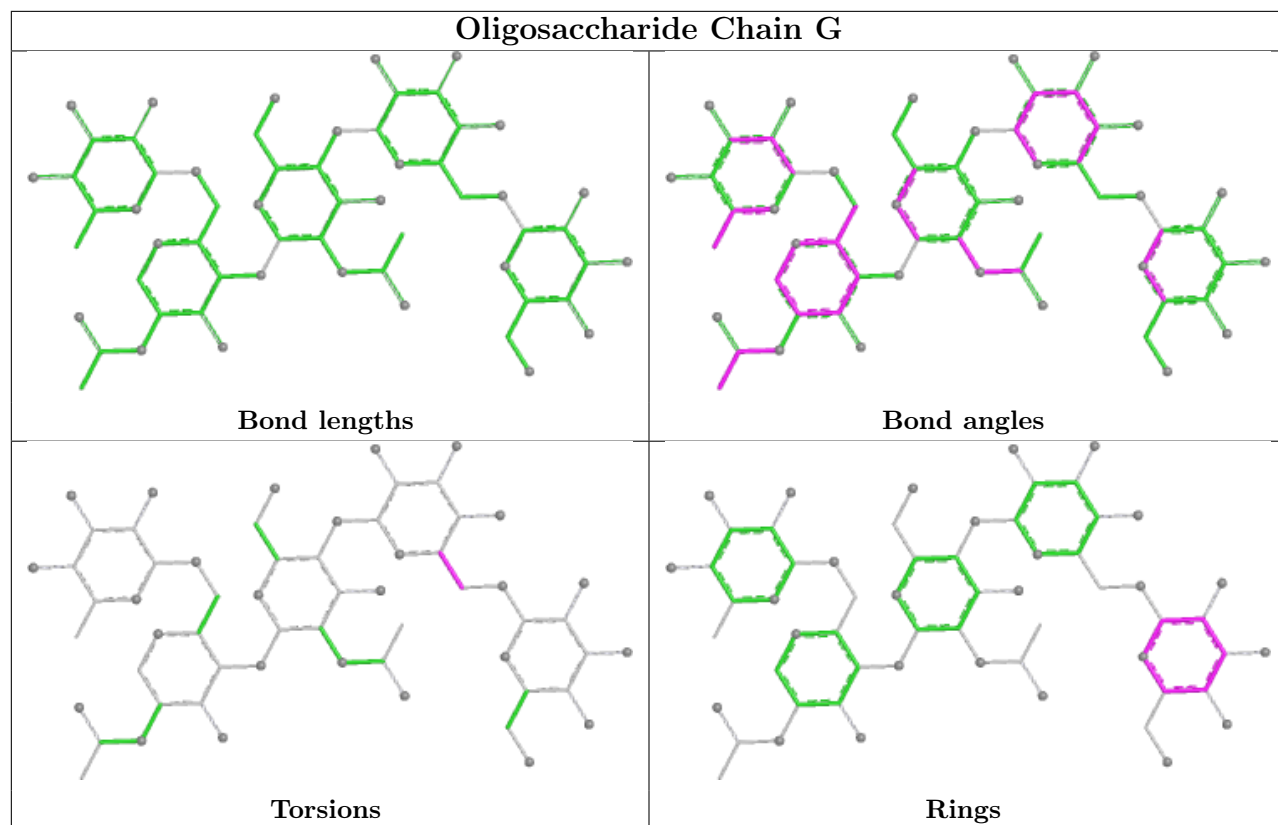 Oligosaccharide Chain G
Bond lengths
Bond angles
Torsions
Rings